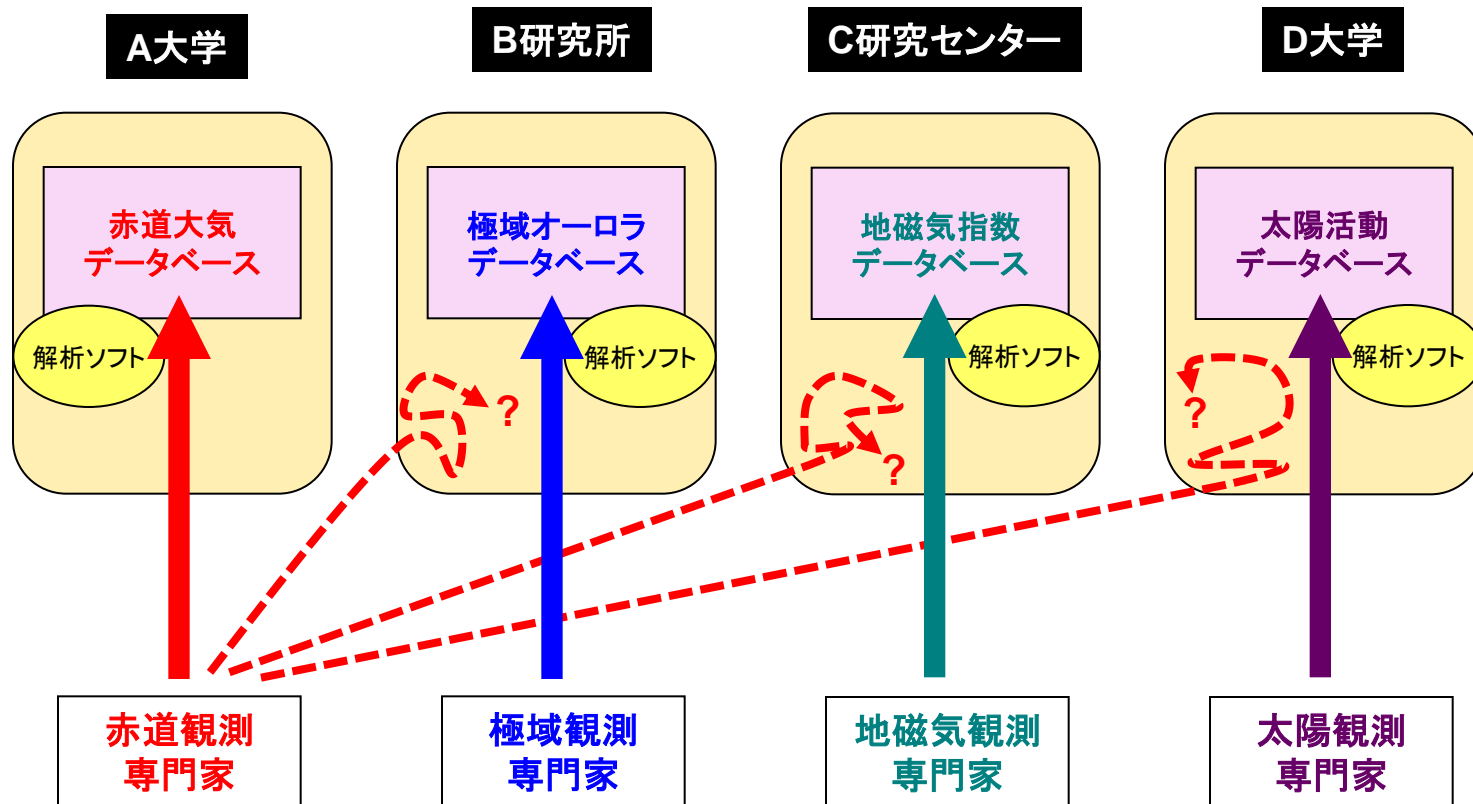 A大学
B研究所
C研究センター
D大学
赤道大気
データベース
解析ソフト
極域オーロラ
データベース
解析ソフト
?
地磁気指数
データベース
解析ソフト
?
太陽活動
データベース
解析ソフト
?
赤道観測
専門家
極域観測
専門家
地磁気観測
専門家
太陽観測
専門家